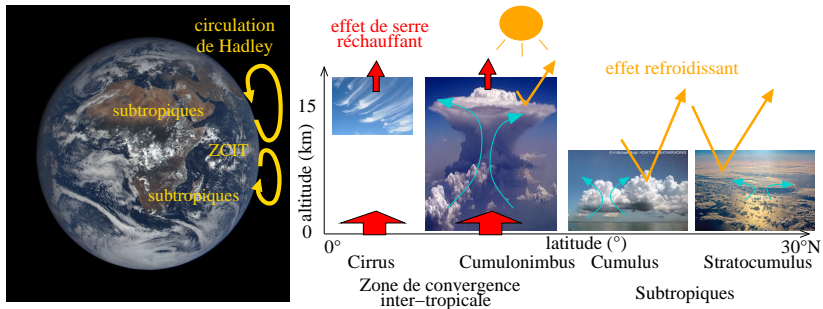 circulation
de Hadley
subtropiques
ZCIT
subtropiques
effet de serre
réchauffant
effet refroidissant
altitude (km)
15
0
0°
latitude (°)
30°N
Cirrus
Cumulonimbus
Cumulus
Stratocumulus
Zone de convergence
inter−tropicale
Subtropiques